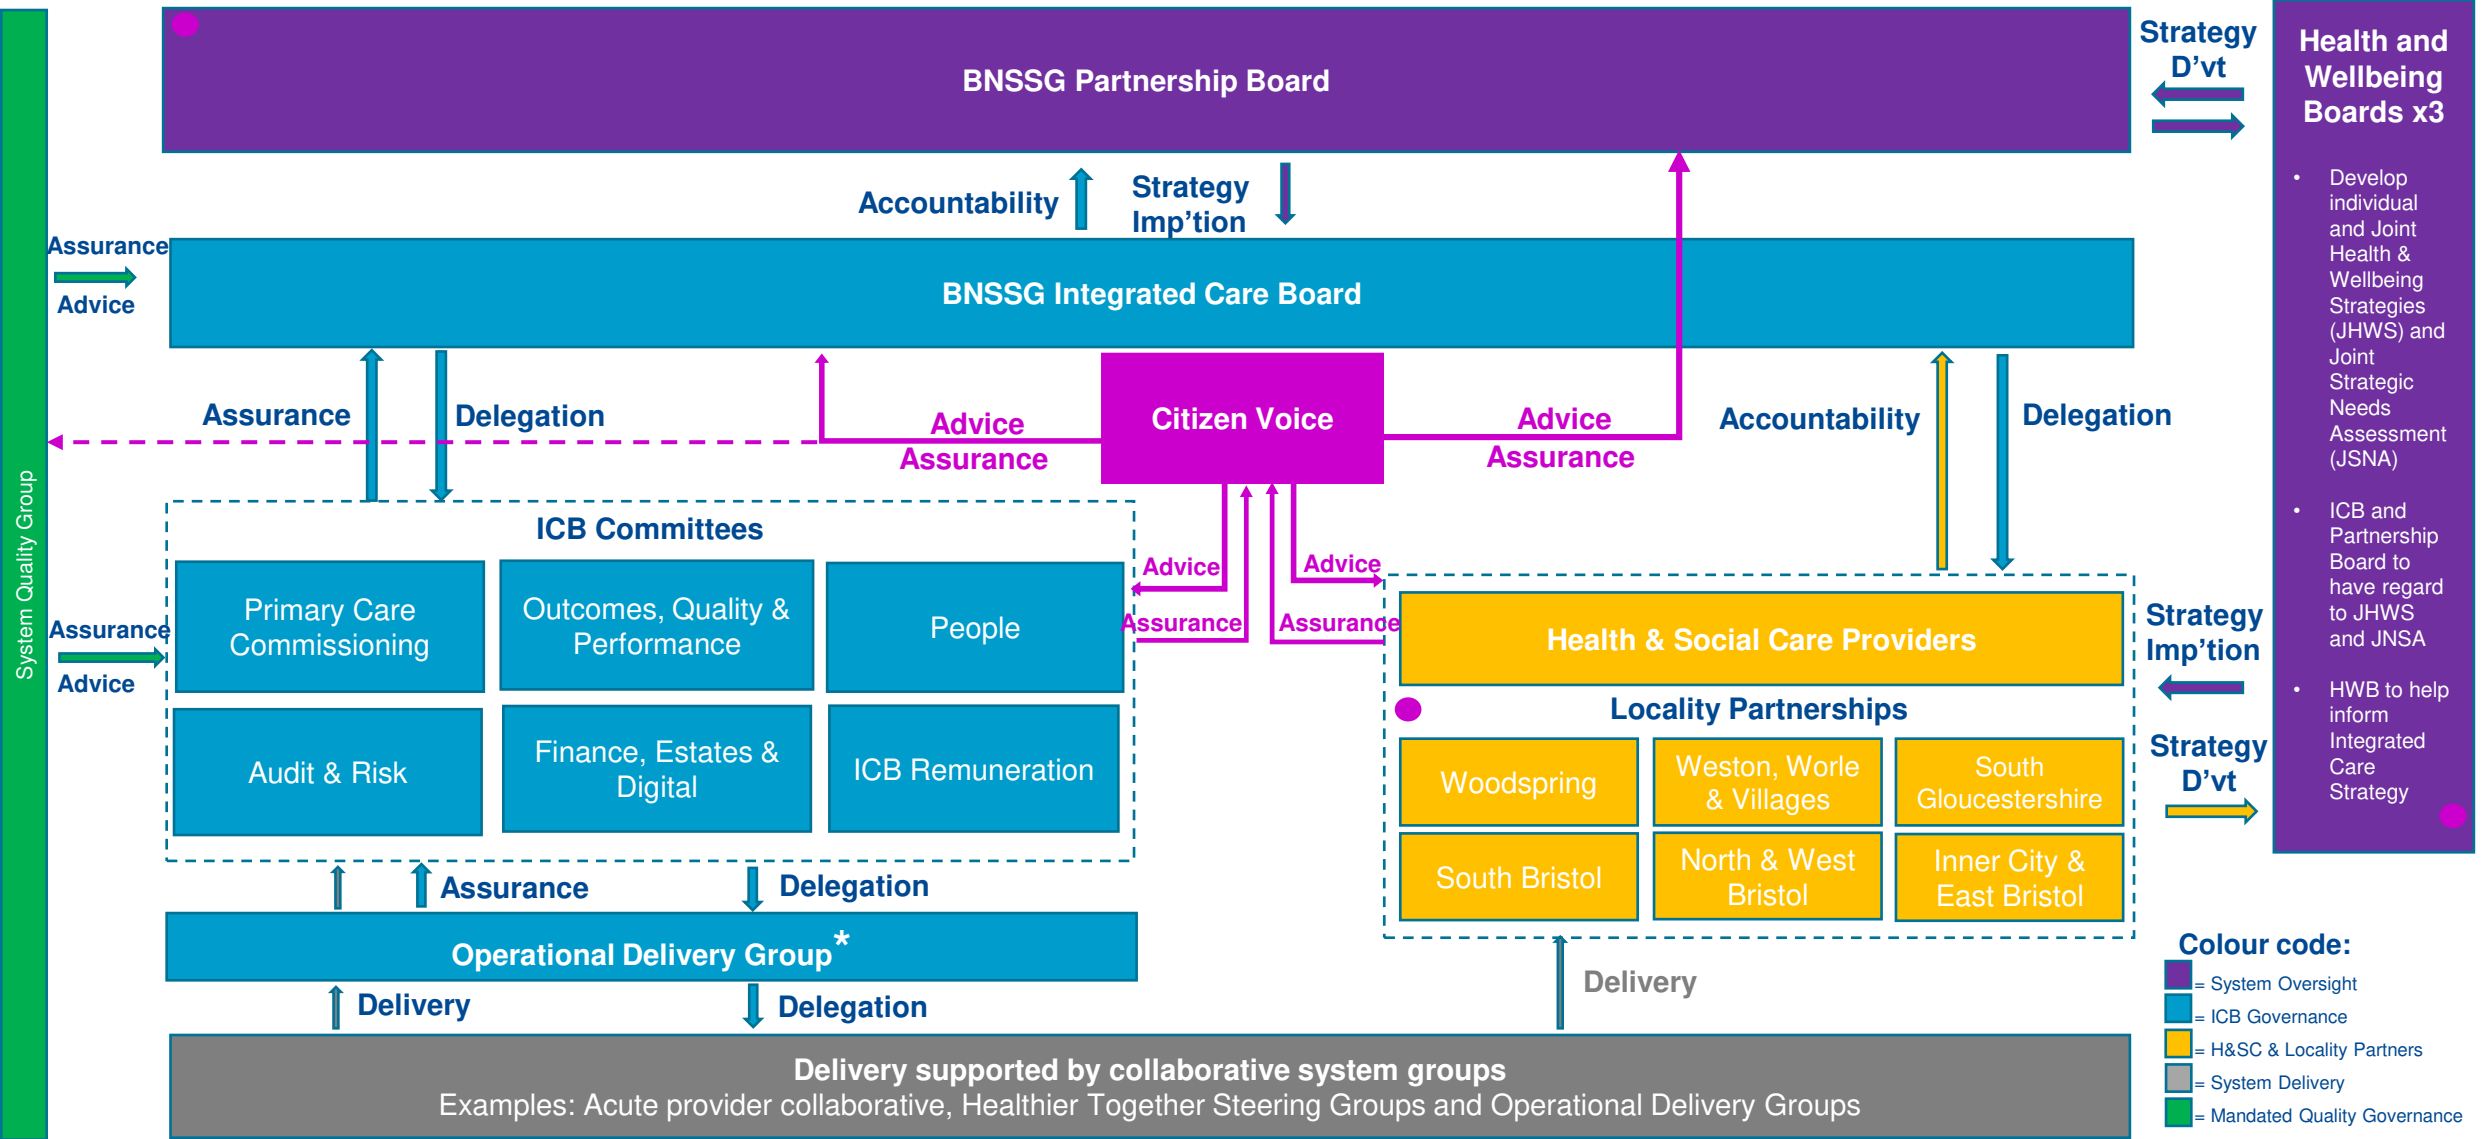 BNSSG Partnership Board
Strategy
D'vt
Health and
Wellbeing
Boards x3
• Develop
individual
and Joint
Health &
Wellbeing
Strategies
(JHWS) and
Joint
Strategic
Needs
Assessment
(JSNA)
• ICB and
Partnership
Board to
have regard
to JHWS
and JNSA
• HWB to help
inform
Integrated
Care
Strategy
Accountability
Strategy
Imp'tion
Assurance
Advice
BNSSG Integrated Care Board
Assurance
Delegation
Advice
Assurance
Citizen Voice
Advice
Assurance
Accountability
Delegation
System Quality Group
ICB Committees
Primary Care
Commissioning
Outcomes, Quality &
Performance
People
Audit & Risk
Finance, Estates &
Digital
ICB Remuneration
Assurance
Advice
Advice
Assurance
Advice
Assurance
Health & Social Care Providers
Locality Partnerships
Woodspring
Weston, Worle
& Villages
South
Gloucestershire
South Bristol
North & West
Bristol
Inner City &
East Bristol
Strategy
Imp'tion
Strategy
D'vt
Assurance
Delegation
Operational Delivery Group*
Delivery
Delegation
Delivery
Delivery supported by collaborative system groups
Examples: Acute provider collaborative, Healthier Together Steering Groups and Operational Delivery Groups
Colour code:
= System Oversight
= ICB Governance
= H&SC & Locality Partners
= System Delivery
= Mandated Quality Governance